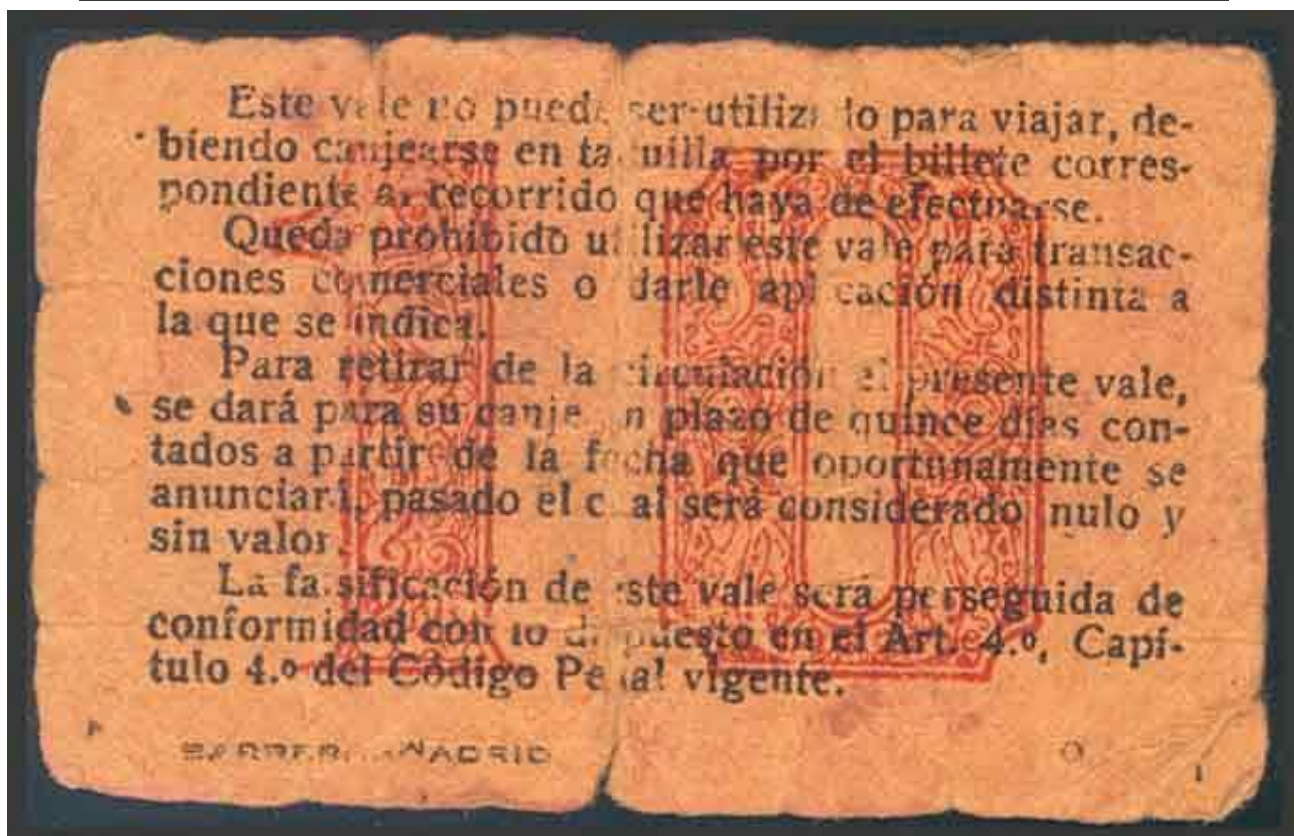 Este vale no puede ser utilizado para viajar, de-
biendo canjearse en taquilla por el billete corres-
pondiente al recorrido que haya de efectuarse.
Queda prohibido utilizar este vale para transac-
ciones comerciales o darle aplicación distinta a
la que se indica.
Para retirar de la circulación el presente vale,
se dará para su canje un plazo de quince días con-
tados a partir de la fecha que oportunamente se
anunciará, pasado el cual será considerado nulo y
sin valor.
La falsificación de este vale será perseguida de
conformidad con lo dispuesto en el Art. 4.º, Capí-
tulo 4.º del Código Penal vigente.
10
MADRID